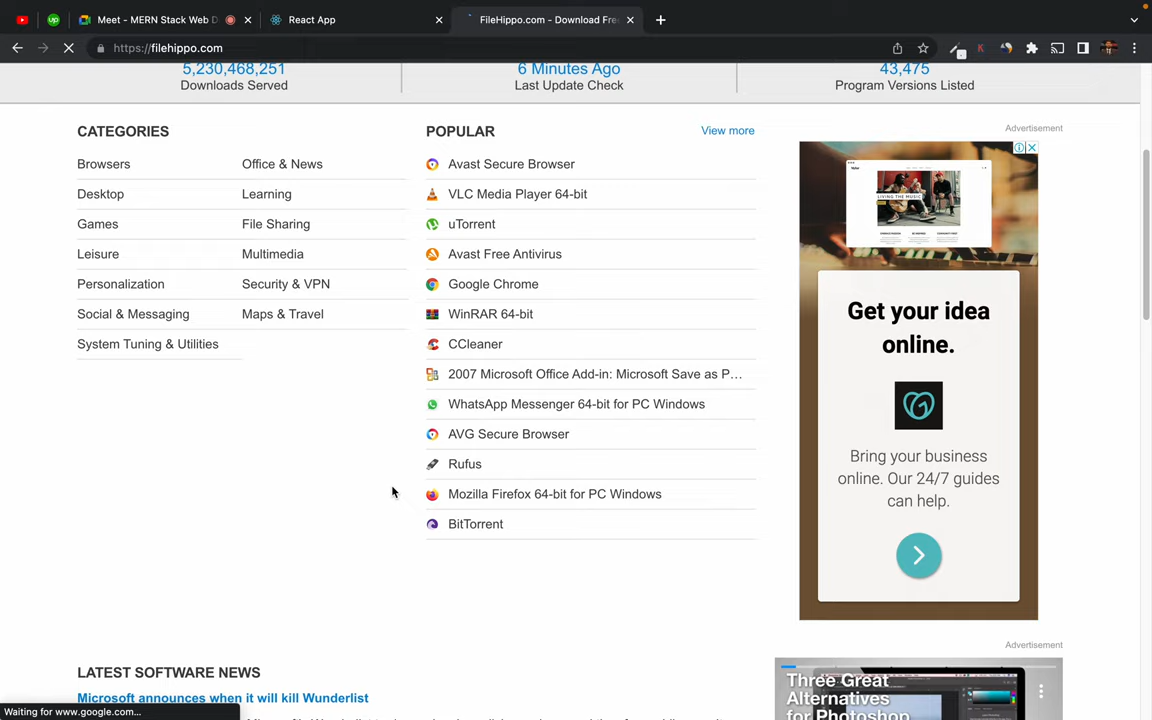 Meet - MERN Stack Web D
React App
FileHippo.com - Download Fre
https://filehippo.com
5,230,468,251
Downloads Served
6 Minutes Ago
Last Update Check
43,475
Program Versions Listed
CATEGORIES
Browsers
Office & News
Desktop
Learning
Games
File Sharing
Leisure
Multimedia
Personalization
Security & VPN
Social & Messaging
Maps & Travel
System Tuning & Utilities
POPULAR
View more
Avast Secure Browser
VLC Media Player 64-bit
uTorrent
Avast Free Antivirus
Google Chrome
WinRAR 64-bit
CCleaner
2007 Microsoft Office Add-in: Microsoft Save as P…
WhatsApp Messenger 64-bit for PC Windows
AVG Secure Browser
Rufus
Mozilla Firefox 64-bit for PC Windows
BitTorrent
Advertisement
LIVING THE MUSIC
Get your idea
online.
Bring your business
online. Our 24/7 guides
can help.
Advertisement
Three Great
Alternatives
for Photoshop
LATEST SOFTWARE NEWS
Microsoft announces when it will kill Wunderlist
Waiting for www.google.com...